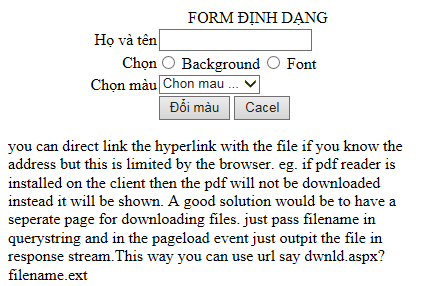 FORM ĐỊNH DẠNG
Họ và tên
Chọn Background Font
Chọn màu Chon mau ...
Đổi màu Cacel
you can direct link the hyperlink with the file if you know the
address but this is limited by the browser. eg. if pdf reader is
installed on the client then the pdf will not be downloaded
instead it will be shown. A good solution would be to have a
seperate page for downloading files. just pass filename in
querystring and in the pageload event just outpit the file in
response stream.This way you can use url say dwnld.aspx?
filename.ext